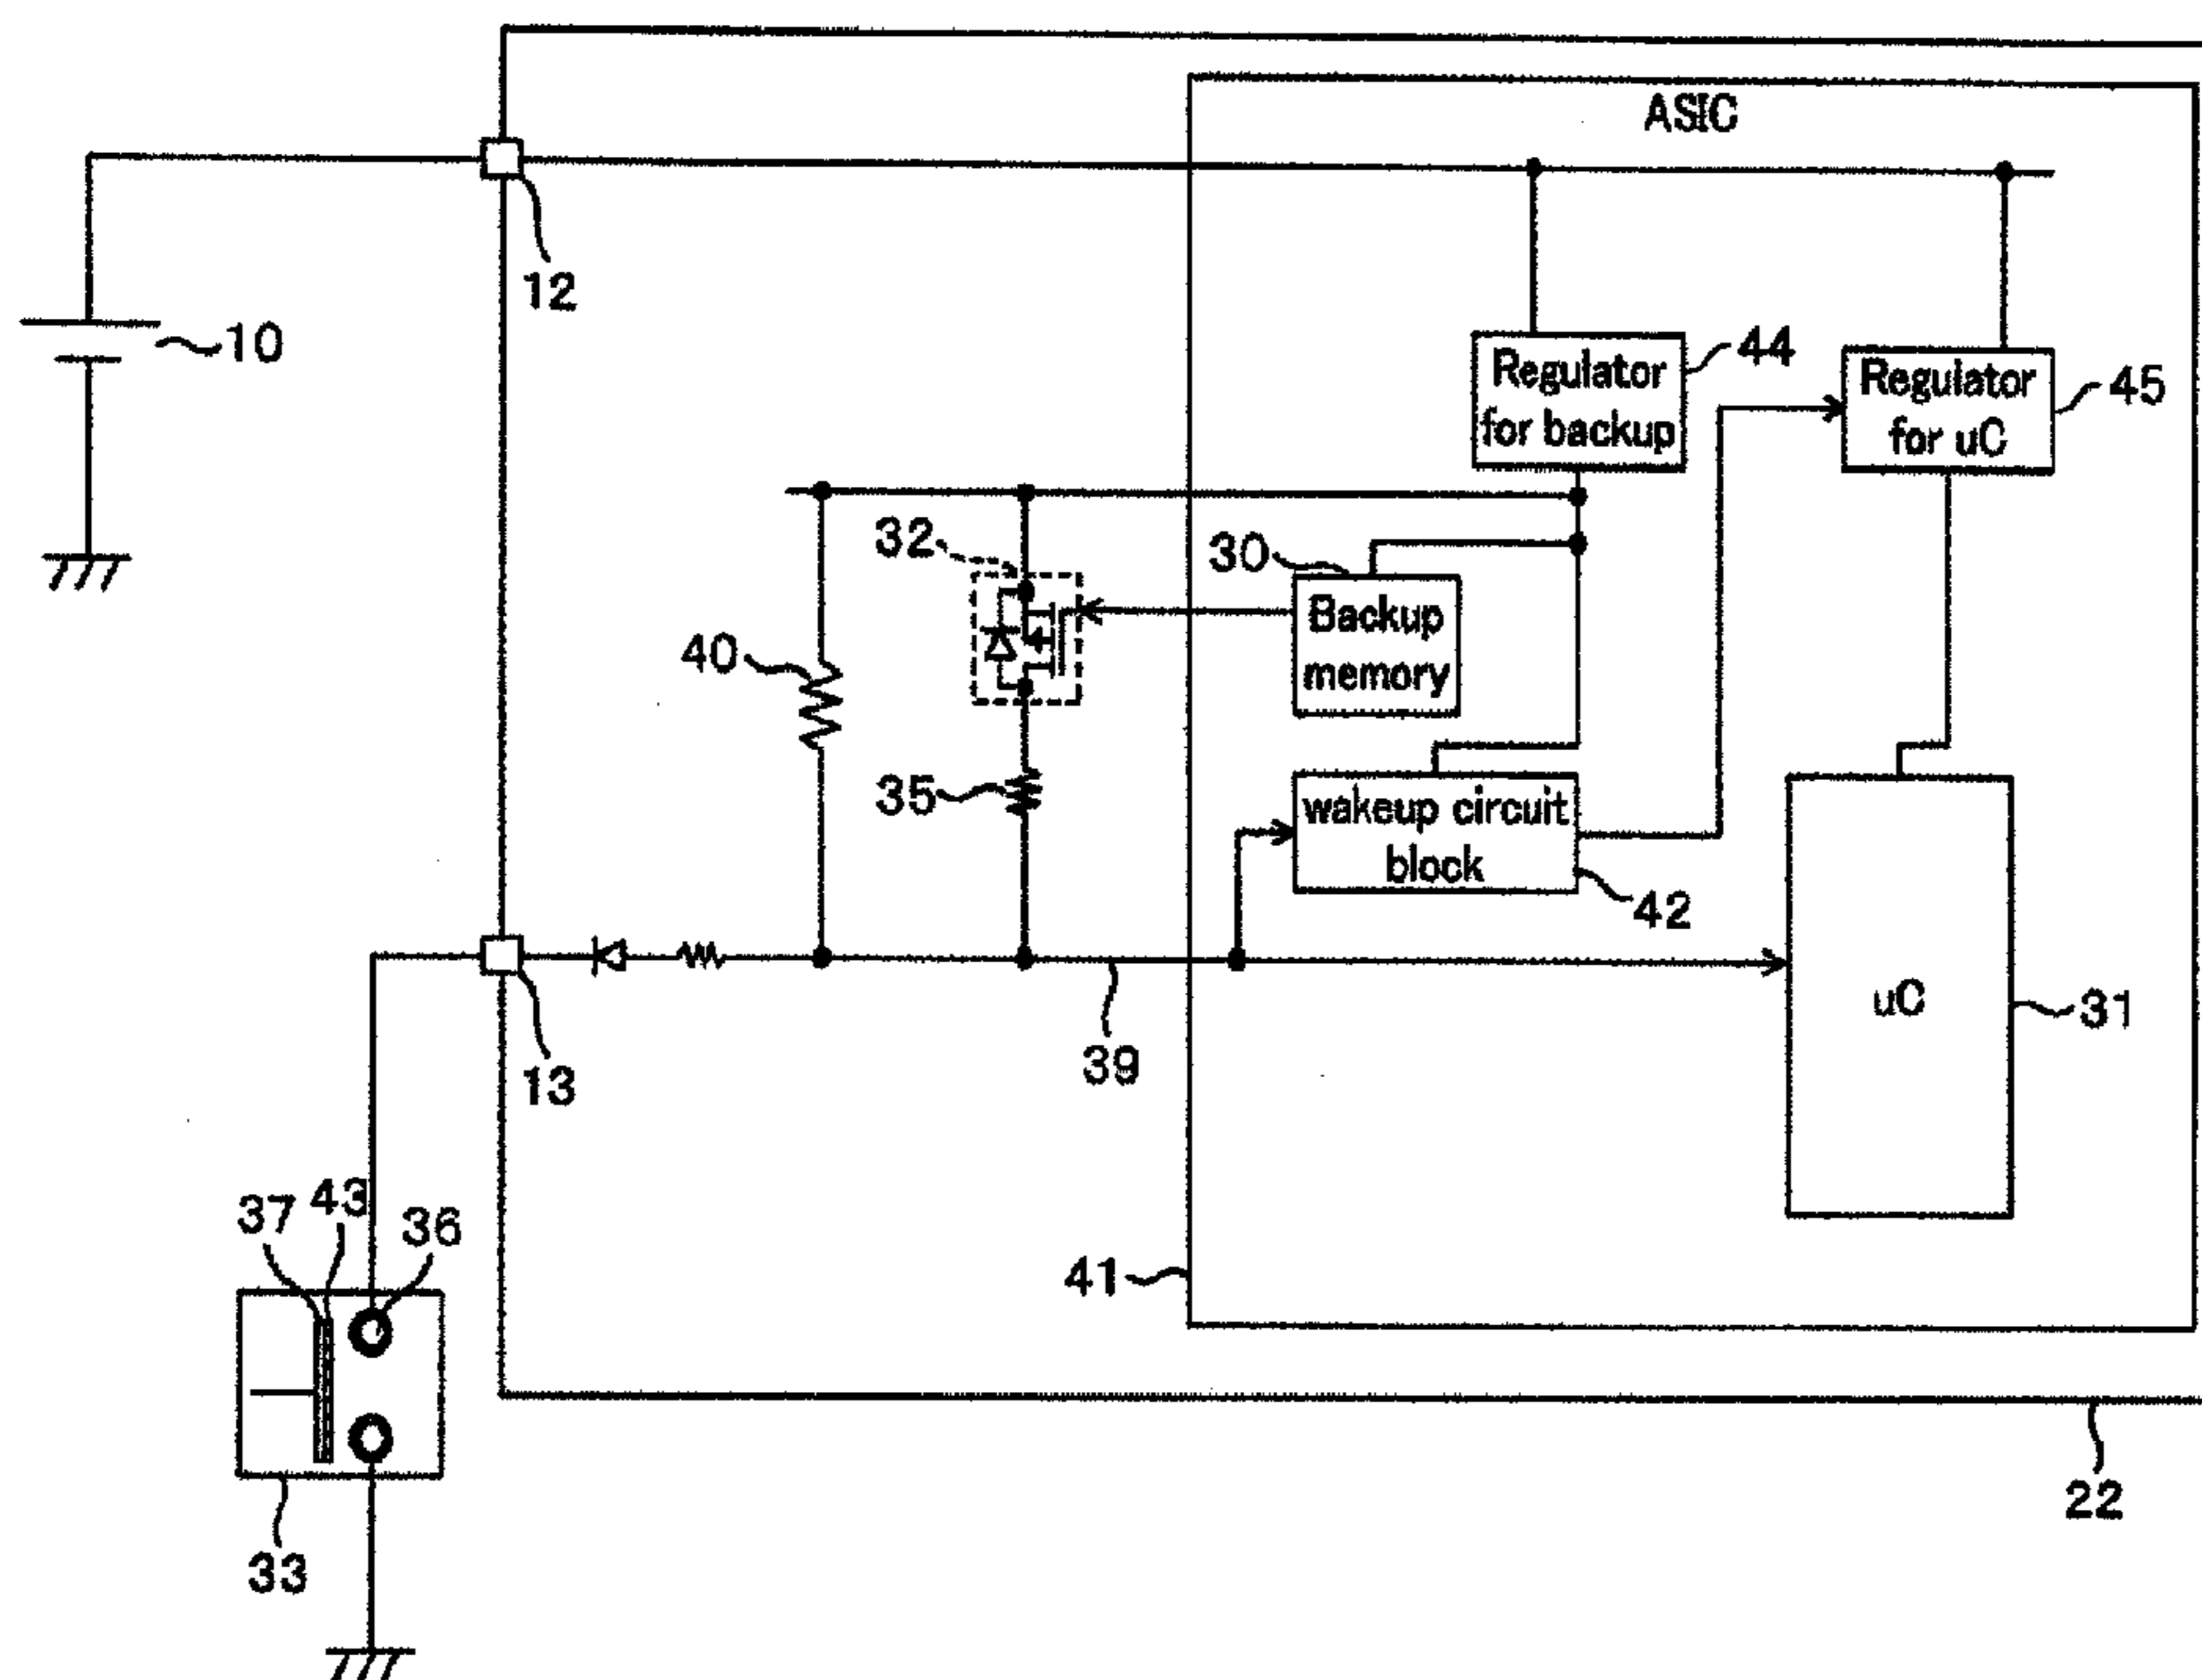 ASIC
12
10
Regulator
for backup
44
Regulator
for uC
45
32
30
Backup
memory
40
35
wakeup circuit
block
42
uC
31
39
13
37
43
36
41
33
22